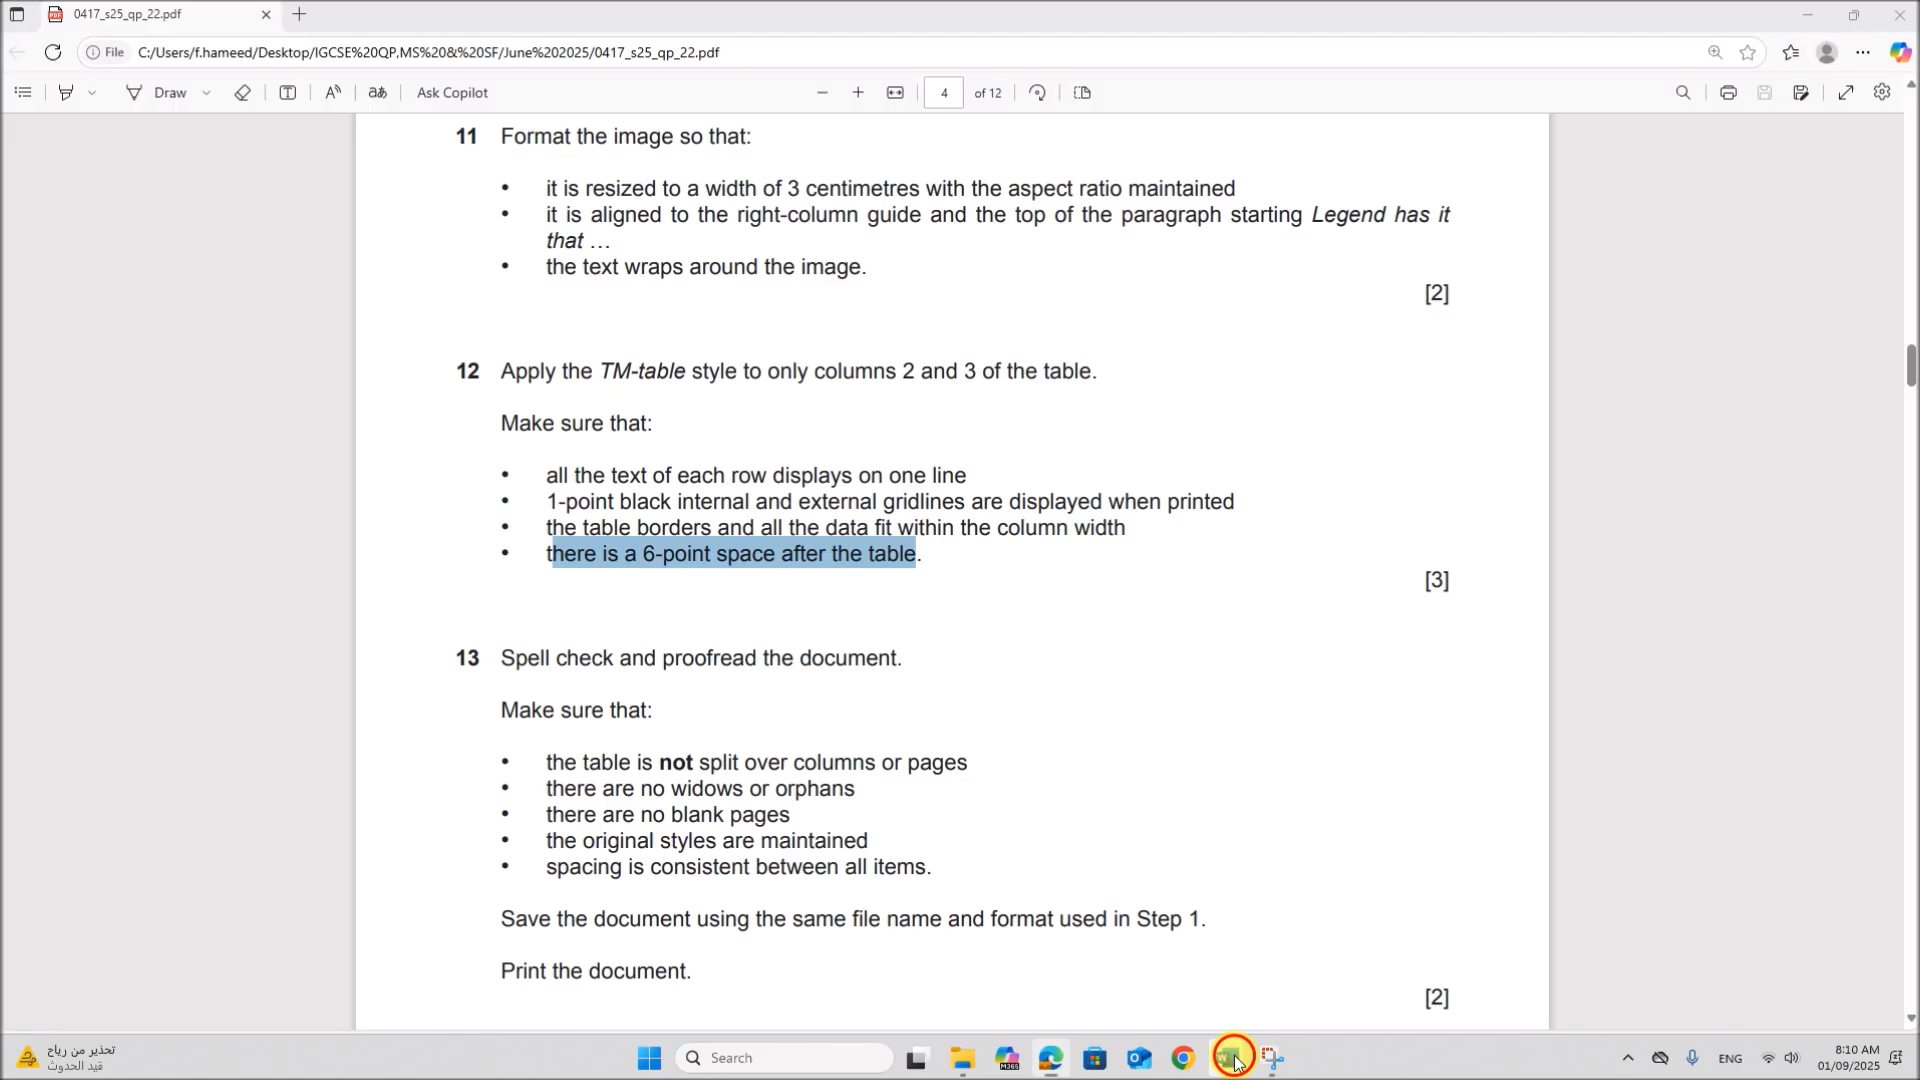 0417_s25_qp_22.pdf
File C:/Users/f.hameed/Desktop/IGCSE%20QP,MS%20&%20SF/June%202025/0417_s25_qp_22.pdf
Draw
aあ
Ask Copilot
4 of 12
11 Format the image so that:
• it is resized to a width of 3 centimetres with the aspect ratio maintained
• it is aligned to the right-column guide and the top of the paragraph starting Legend has it
that …
• the text wraps around the image.
[2]
12 Apply the TM-table style to only columns 2 and 3 of the table.
Make sure that:
• all the text of each row displays on one line
• 1-point black internal and external gridlines are displayed when printed
• the table borders and all the data fit within the column width
• there is a 6-point space after the table.
[3]
13 Spell check and proofread the document.
Make sure that:
• the table is not split over columns or pages
• there are no widows or orphans
• there are no blank pages
• the original styles are maintained
• spacing is consistent between all items.
Save the document using the same file name and format used in Step 1.
Print the document.
[2]
تحذير من رياح
قيد الحدوث
Search
M365
ENG
8:10 AM
01/09/2025